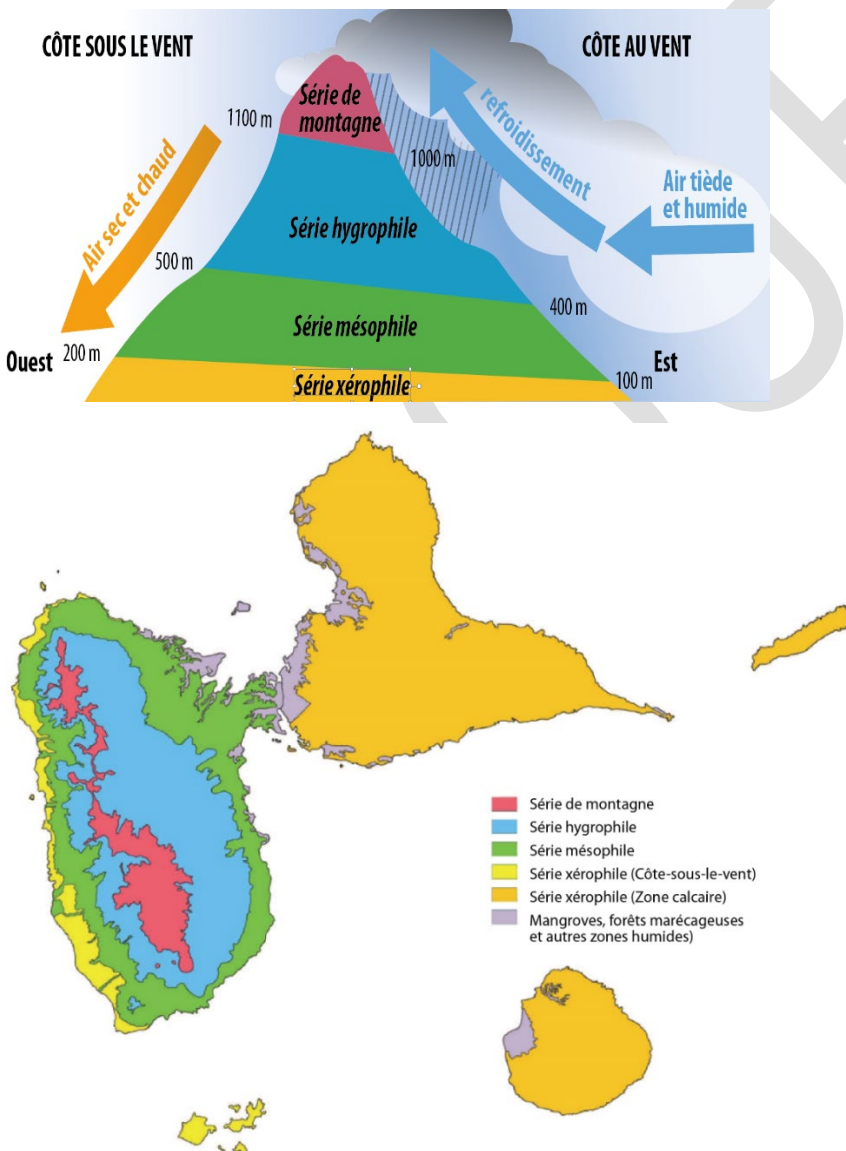 CÔTE SOUS LE VENT
CÔTE AU VENT
Série de
montagne
1100 m
1000 m
refroidissement
Air tiède
et humide
Air sec et chaud
Série hygrophile
500 m
400 m
Série mésophile
Ouest
200 m
Est
100 m
Série xérophile
Série de montagne
Série hygrophile
Série mésophile
Série xérophile (Côte-sous-le-vent)
Série xérophile (Zone calcaire)
Mangroves, forêts marécageuses
et autres zones humides)